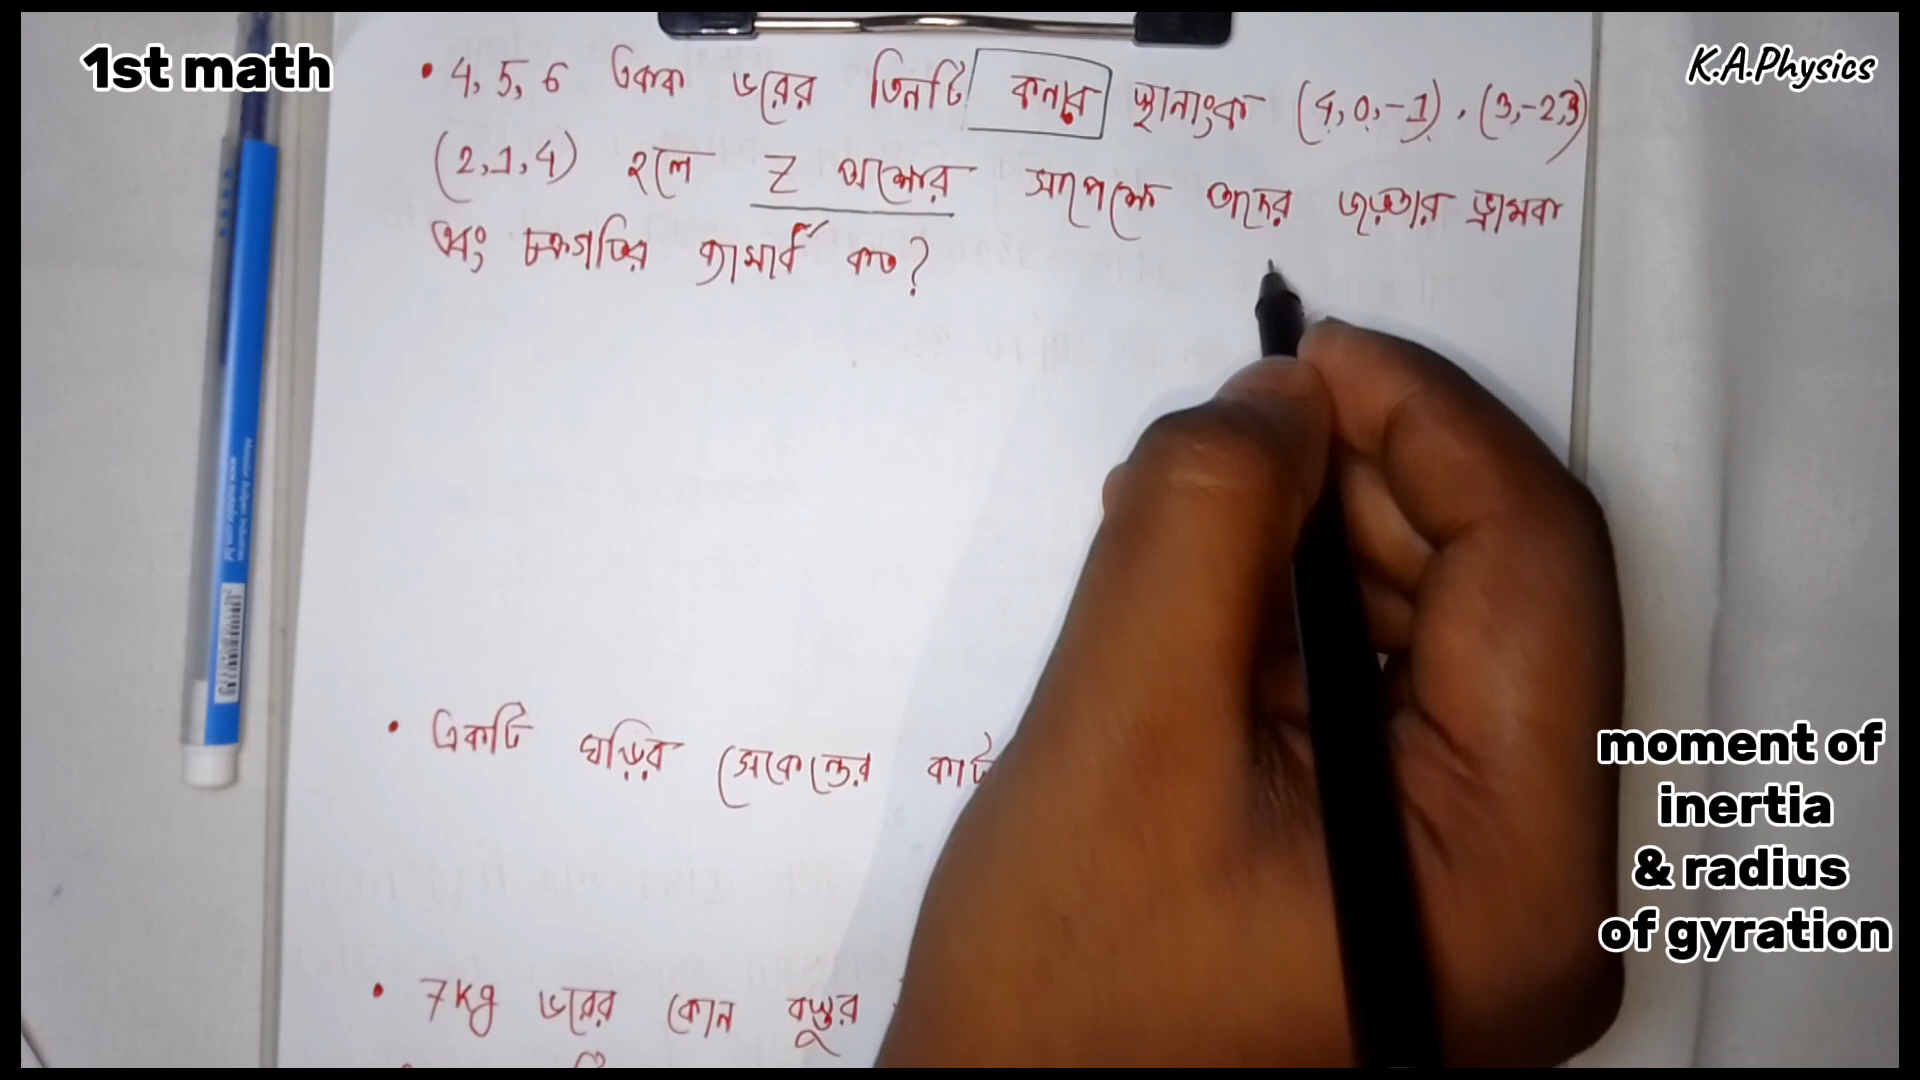 1st math
K.A.Physics
• 4, 5, 6 একক ভরের তিনটি কনার স্থানাংক (4, 0, -1), (3, -2, 3)
(2, 1, 4) হলে Z অক্ষের সাপেক্ষে তাদের জড়তার ভ্রামক
এবং চক্রগতির ব্যাসার্ধ কত?
• একটি ঘড়ির সেকেন্ডের
• 7kg ভরের কোন বস্তুর
moment of
inertia
& radius
of gyration